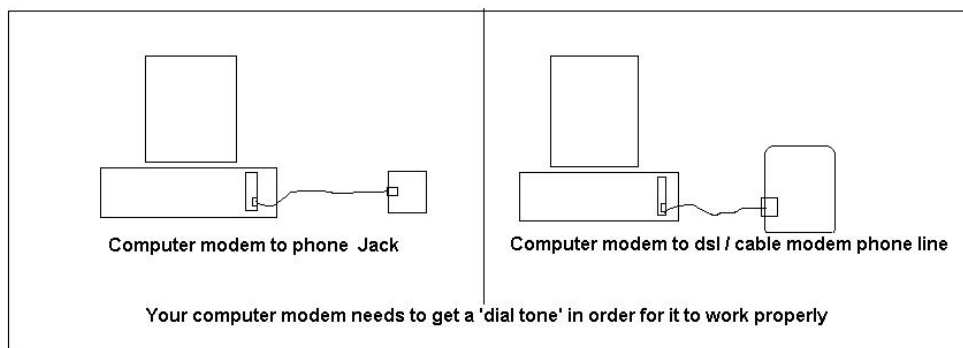 Computer modem to phone Jack
Computer modem to dsl / cable modem phone line
Your computer modem needs to get a 'dial tone' in order for it to work properly